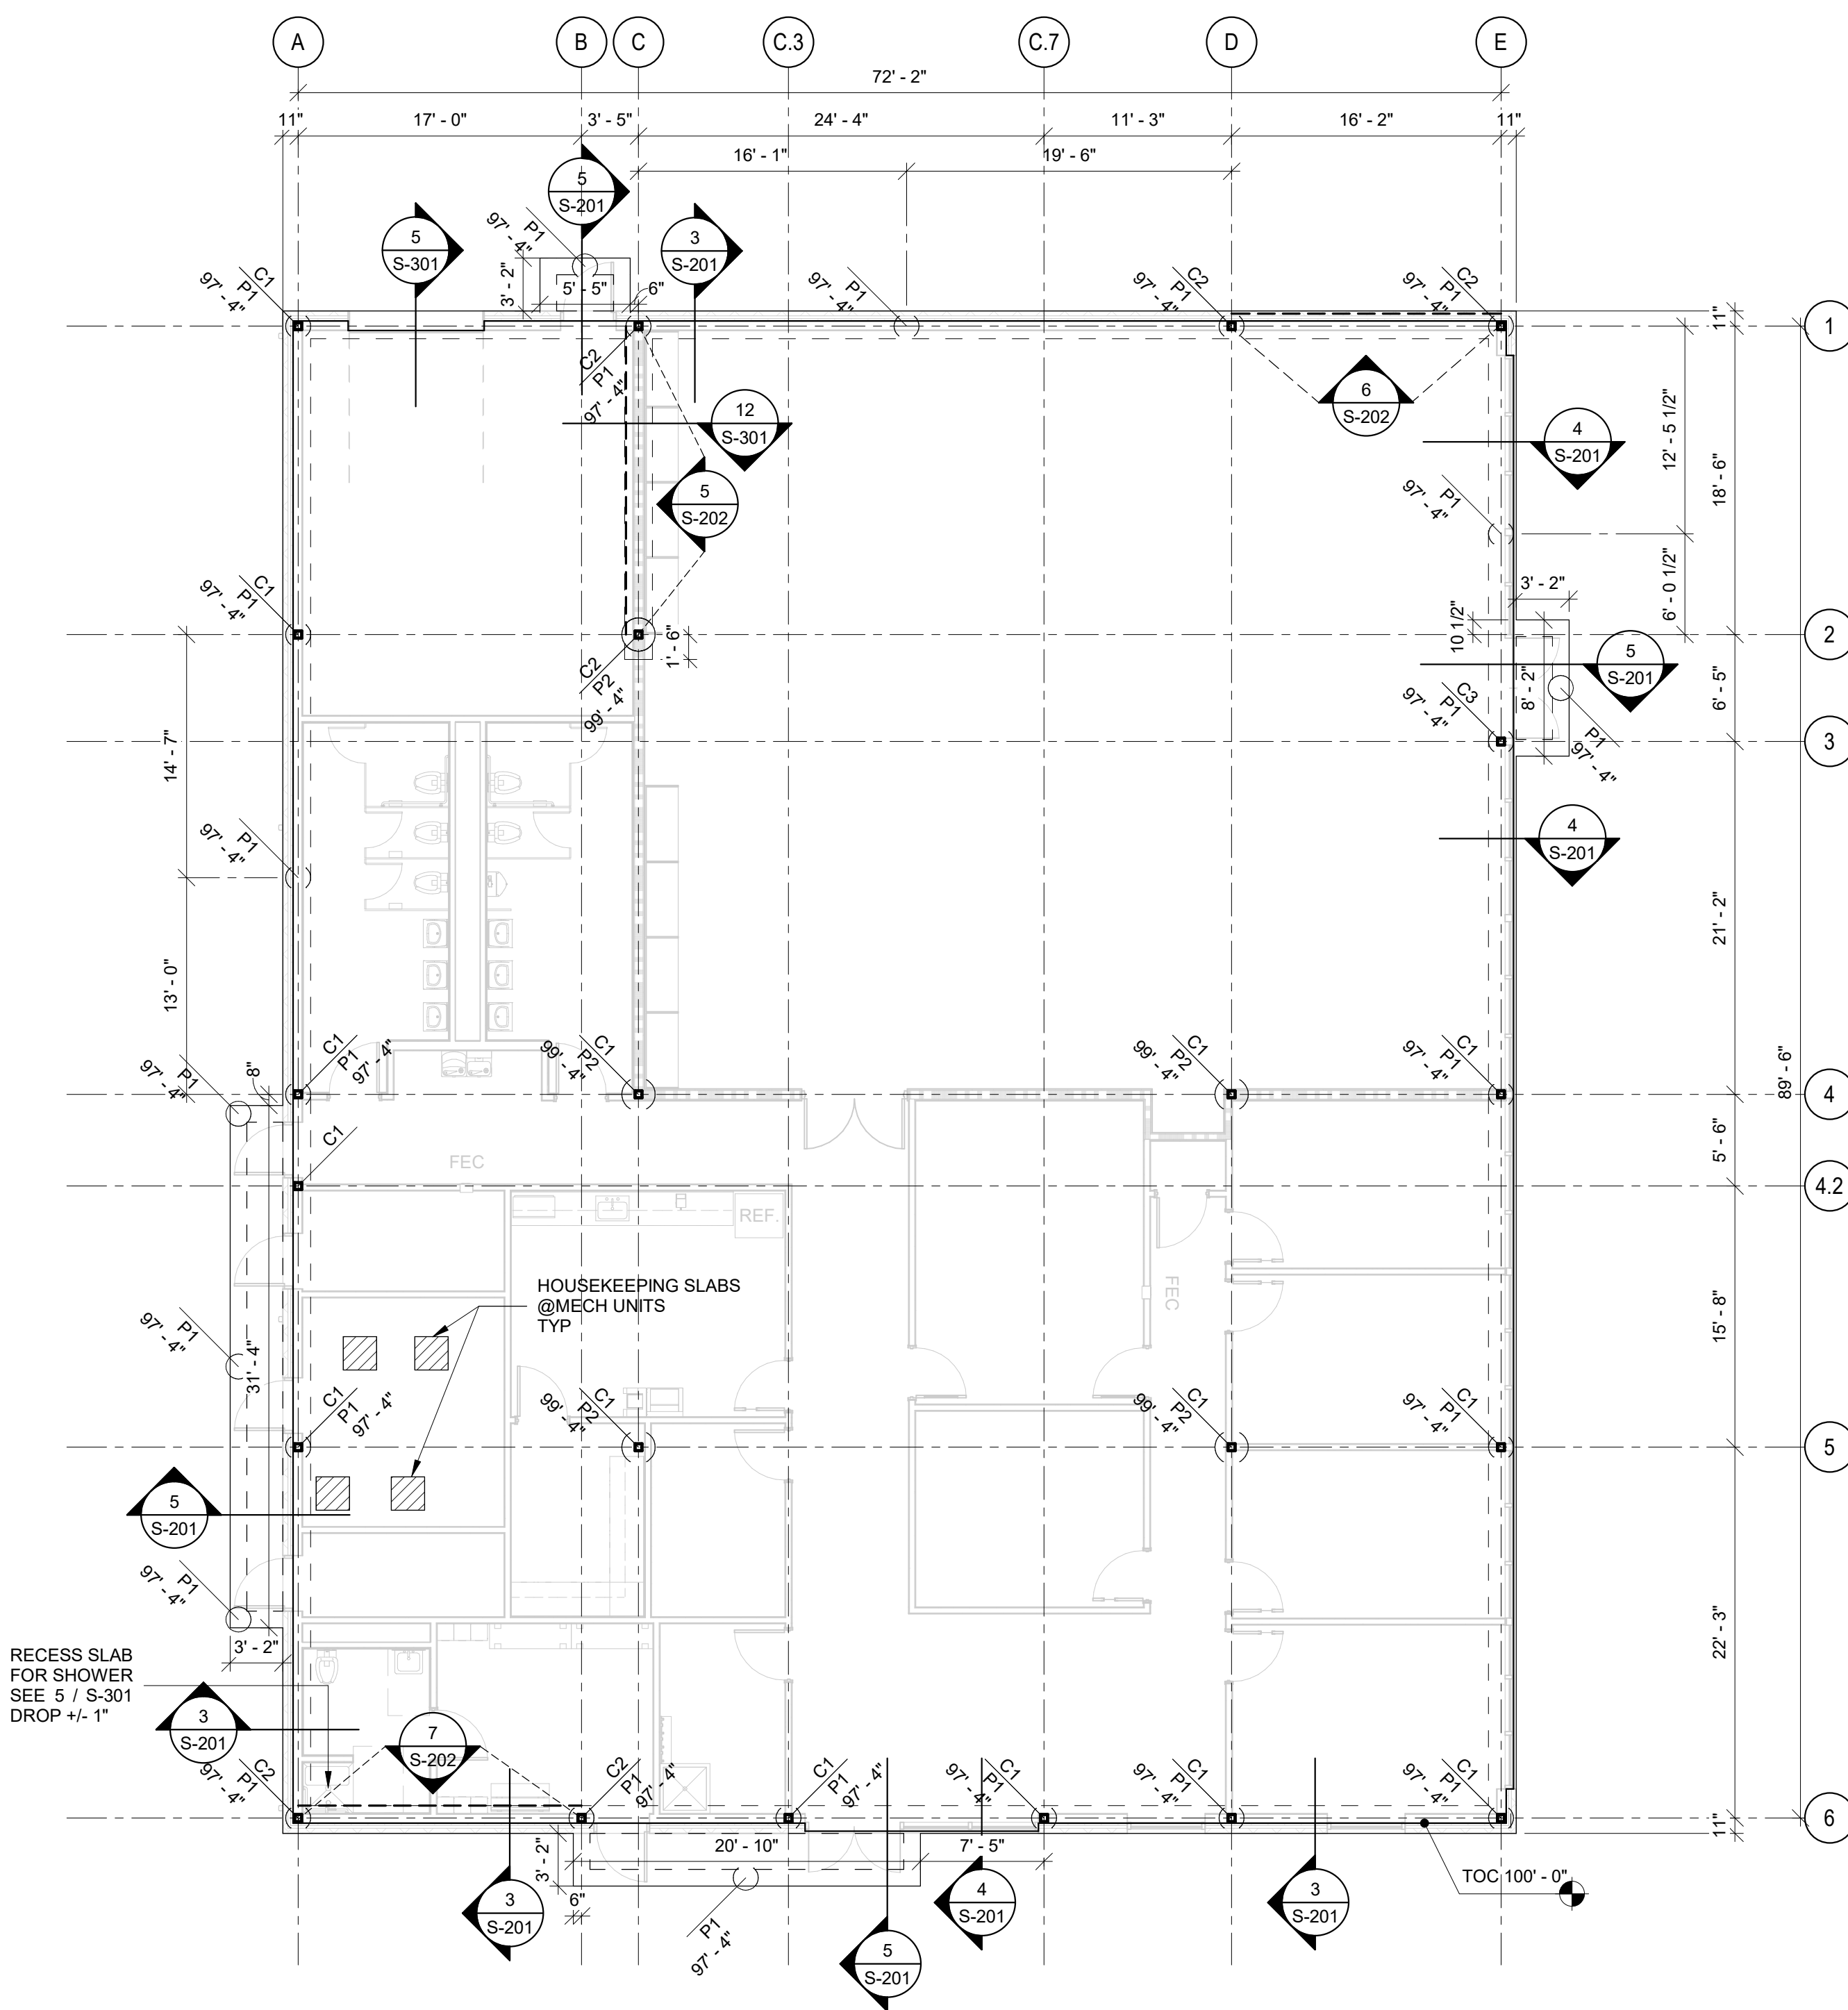 A
B
C
C.3
C.7
D
E
72' - 2"
11"
17' - 0"
3' - 5"
24' - 4"
11' - 3"
16' - 2"
11"
16' - 1"
19' - 6"
5
S-201
5
S-301
3
S-201
P1
97' - 4"
3' - 2"
5' - 5"
6"
C1
P1
97' - 4"
P1
97' - 4"
C2
P1
97' - 4"
C2
P1
97' - 4"
11"
1
C2
P1
97' - 4"
12
S-301
6
S-202
4
S-201
12' - 5 1/2"
18' - 6"
5
S-202
P1
97' - 4"
C1
P1
97' - 4"
3' - 2"
6' - 0 1/2"
10 1/2"
2
1' - 6"
C2
P2
99' - 4"
5
S-201
8' - 2"
6' - 5"
C3
P1
97' - 4"
P1
97' - 4"
3
14' - 7"
P1
97' - 4"
4
S-201
21' - 2"
13' - 0"
P1
97' - 4"
8"
C1
P1
97' - 4"
C1
P2
99' - 4"
C1
P2
99' - 4"
C1
P1
97' - 4"
89' - 6"
4
C1
FEC
5' - 6"
4.2
REF.
HOUSEKEEPING SLABS
@MECH UNITS
TYP
FEC
15' - 8"
P1
97' - 4"
31' - 4"
C1
P1
97' - 4"
C1
P2
99' - 4"
C1
P2
99' - 4"
C1
P1
97' - 4"
5
5
S-201
P1
97' - 4"
3' - 2"
22' - 3"
RECESS SLAB
FOR SHOWER
SEE 5 / S-301
DROP +/- 1"
3
S-201
7
S-202
C2
P1
97' - 4"
C2
P1
97' - 4"
C1
P1
97' - 4"
C1
P1
97' - 4"
C1
P1
97' - 4"
C1
P1
97' - 4"
11"
6
3' - 2"
20' - 10"
7' - 5"
6"
3
S-201
P1
97' - 4"
5
S-201
4
S-201
3
S-201
TOC 100' - 0"